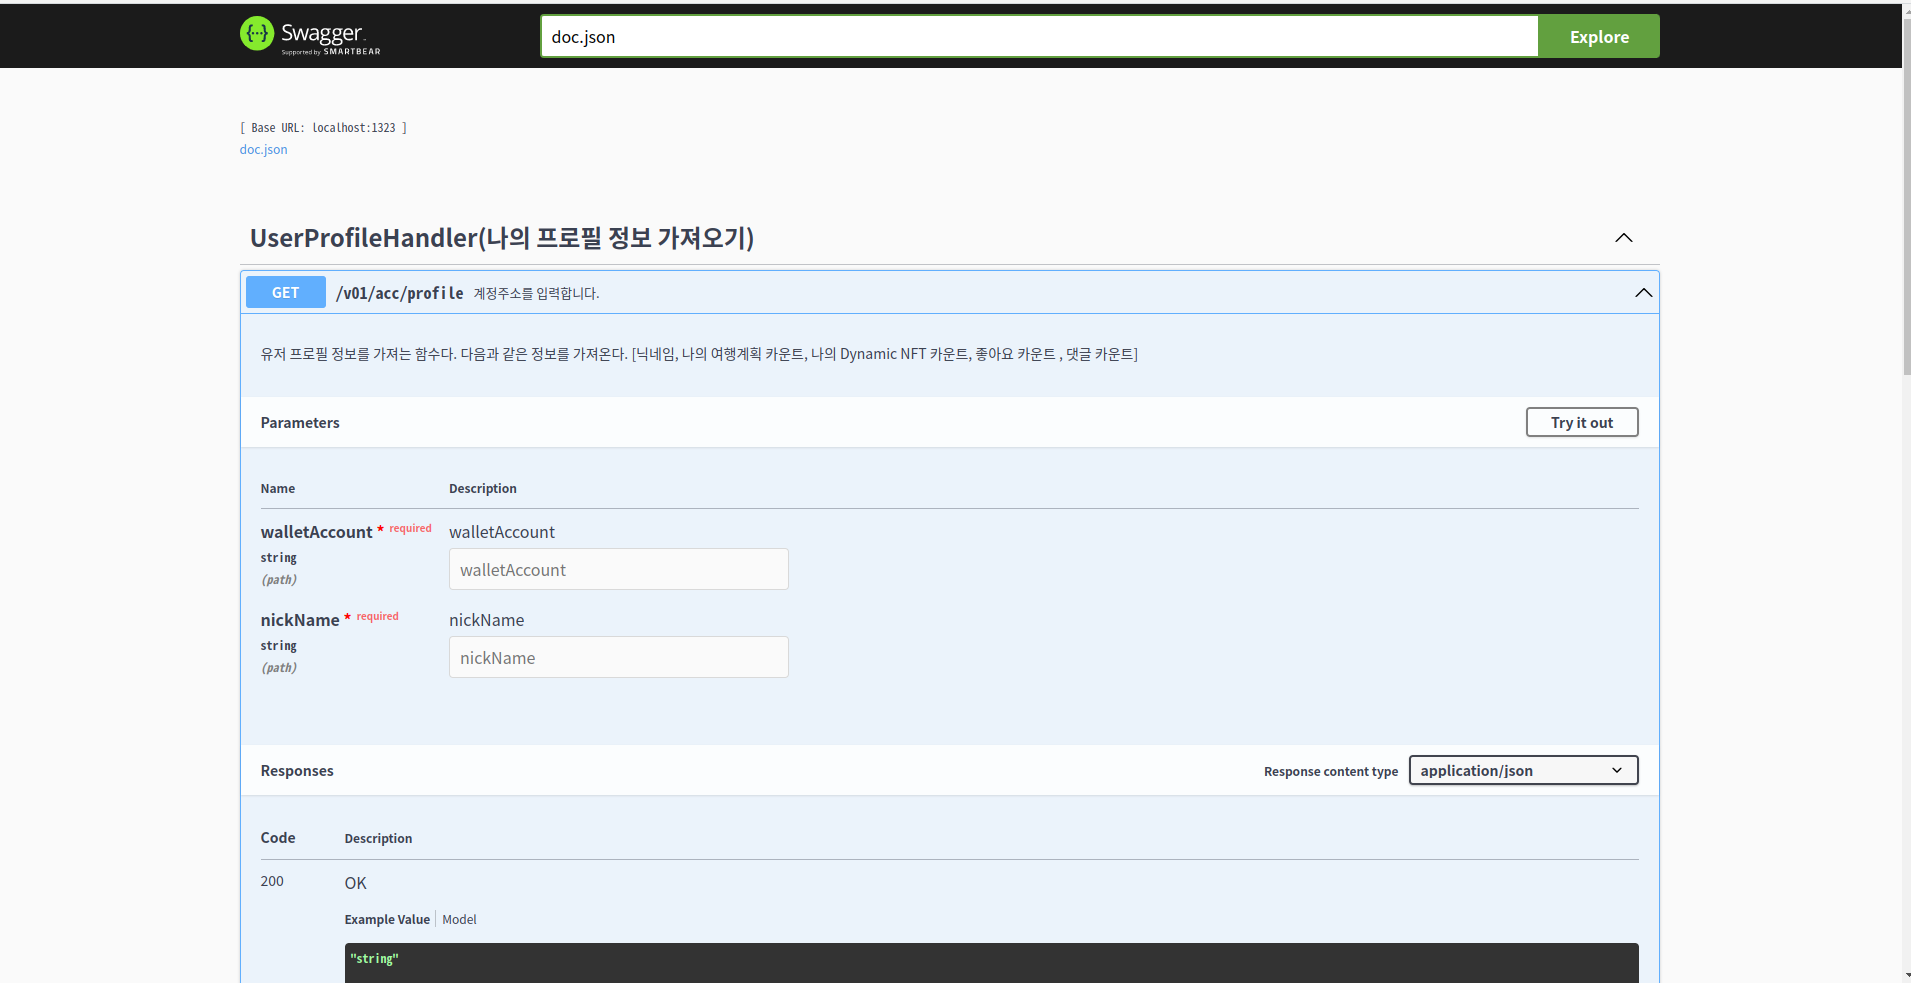 Swagger
Supported by SMARTBEAR
doc.json
Explore
[ Base URL: localhost:1323 ]
doc.json
UserProfileHandler(나의 프로필 정보 가져오기)
GET /v01/acc/profile 계정주소를 입력합니다.
유저 프로필 정보를 가져는 함수다. 다음과 같은 정보를 가져온다. [닉네임, 나의 여행계획 카운트, 나의 Dynamic NFT 카운트, 좋아요 카운트 , 댓글 카운트]
Parameters Try it out
Name Description
walletAccount * required walletAccount
string
(path)
walletAccount
nickName * required nickName
string
(path)
nickName
Responses Response content type application/json
Code Description
200 OK
Example Value Model
"string"